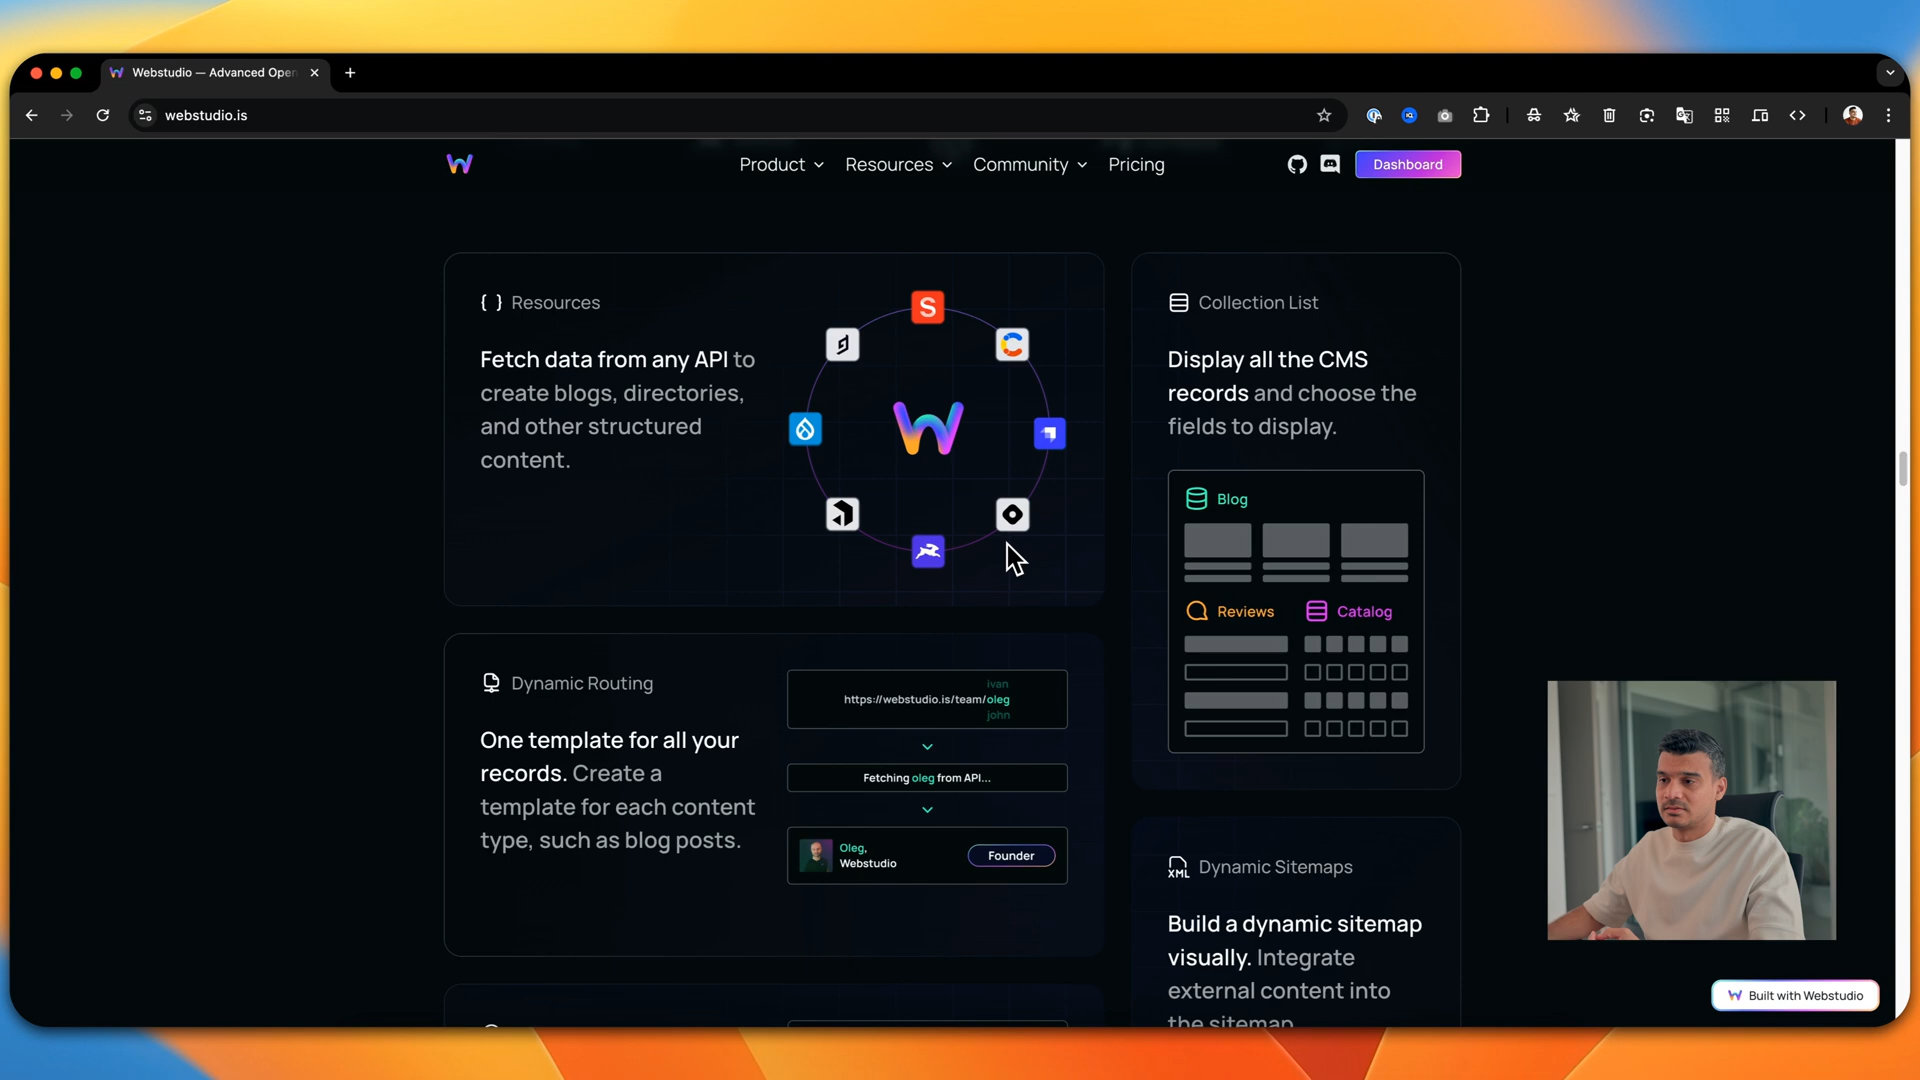 Webstudio — Advanced Open
webstudio.is
Product
Resources
Community
Pricing
Dashboard
{ } Resources
Fetch data from any API to
create blogs, directories,
and other structured
content.
S
Collection List
Display all the CMS
records and choose the
fields to display.
Blog
Reviews
Catalog
Dynamic Routing
One template for all your
records. Create a
template for each content
type, such as blog posts.
ivan
https://webstudio.is/team/oleg
john
Fetching oleg from API...
Oleg,
Webstudio
Founder
XML
Dynamic Sitemaps
Build a dynamic sitemap
visually. Integrate
external content into
the sitemap
Built with Webstudio